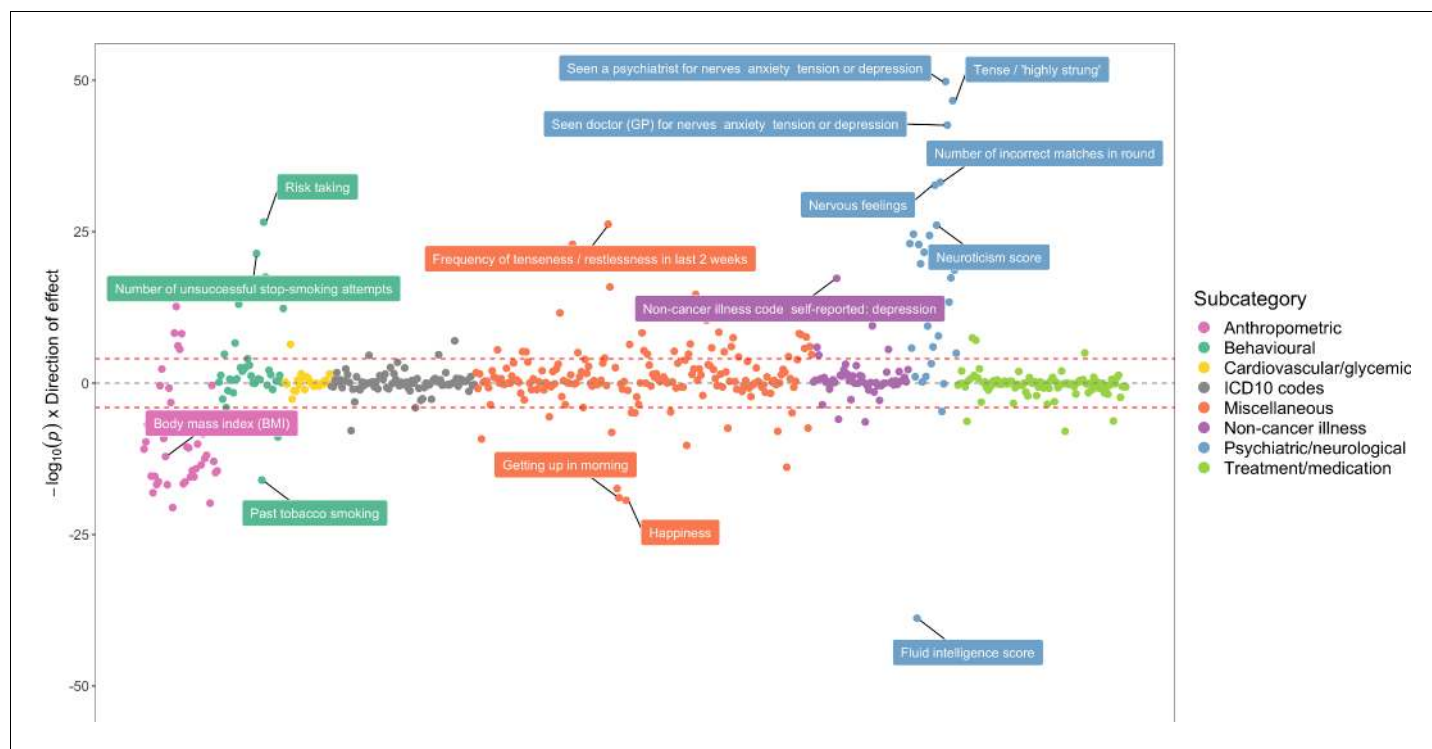 50
25
0
-25
-50
−log10(p) x Direction of effect
Seen a psychiatrist for nerves  anxiety  tension or depression
Tense / 'highly strung'
Seen doctor (GP) for nerves  anxiety  tension or depression
Number of incorrect matches in round
Risk taking
Nervous feelings
Frequency of tenseness / restlessness in last 2 weeks
Neuroticism score
Number of unsuccessful stop-smoking attempts
Non-cancer illness code  self-reported: depression
Body mass index (BMI)
Getting up in morning
Past tobacco smoking
Happiness
Fluid intelligence score
Subcategory
Anthropometric
Behavioural
Cardiovascular/glycemic
ICD10 codes
Miscellaneous
Non-cancer illness
Psychiatric/neurological
Treatment/medication